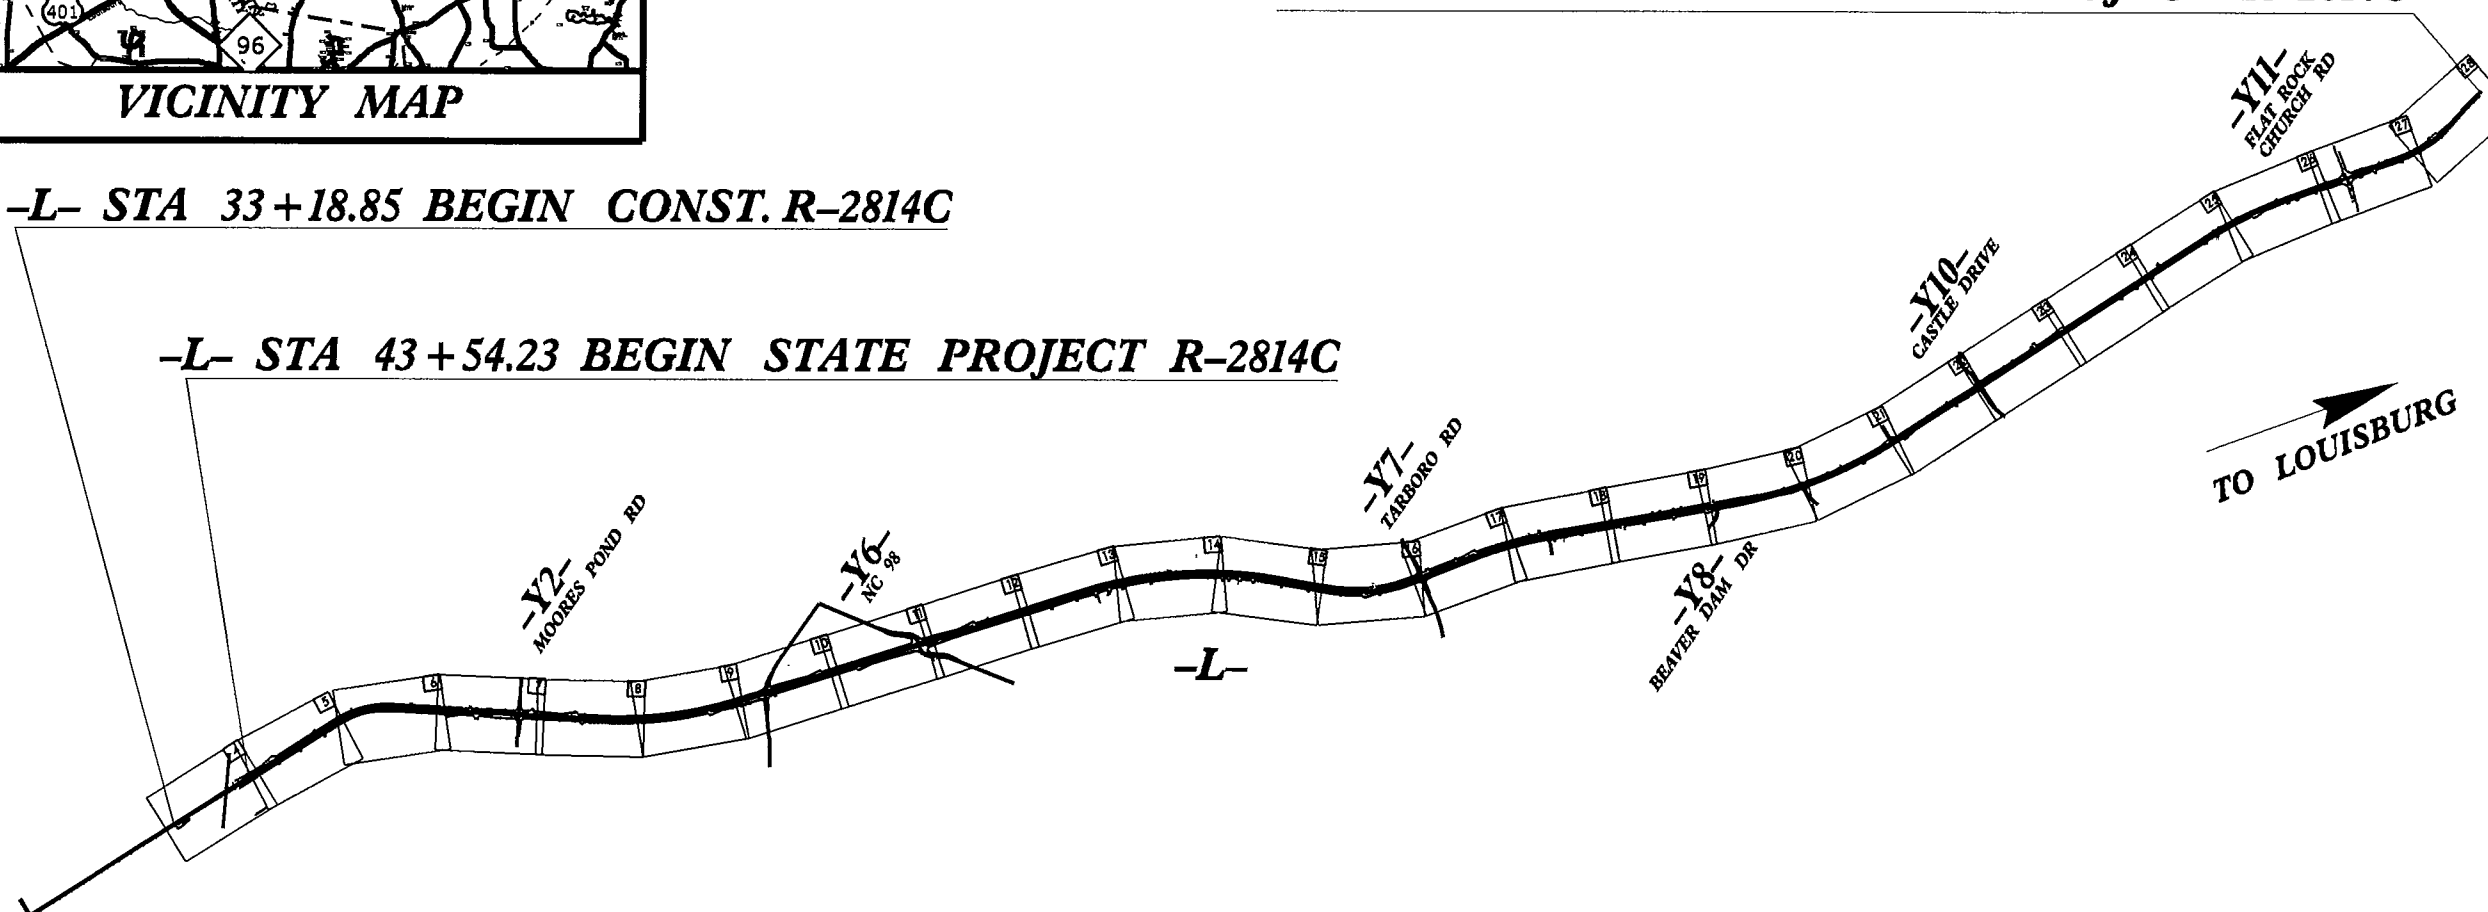 401
96
VICINITY MAP
-L- STA 33+18.85 BEGIN CONST. R-2814C
-L- STA 43+54.23 BEGIN STATE PROJECT R-2814C
-Y11-
FLAT ROCK
CHURCH RD
-Y10-
CASTLE DRIVE
TO LOUISBURG
-Y7-
TARBORO RD
-Y8-
BEAVER DAM DR
-Y6-
NC 98
-Y2-
MOORES POND RD
-L-
4
5
6
7
8
9
10
11
12
13
14
15
16
17
18
19
20
21
23
24
25
26
27
28